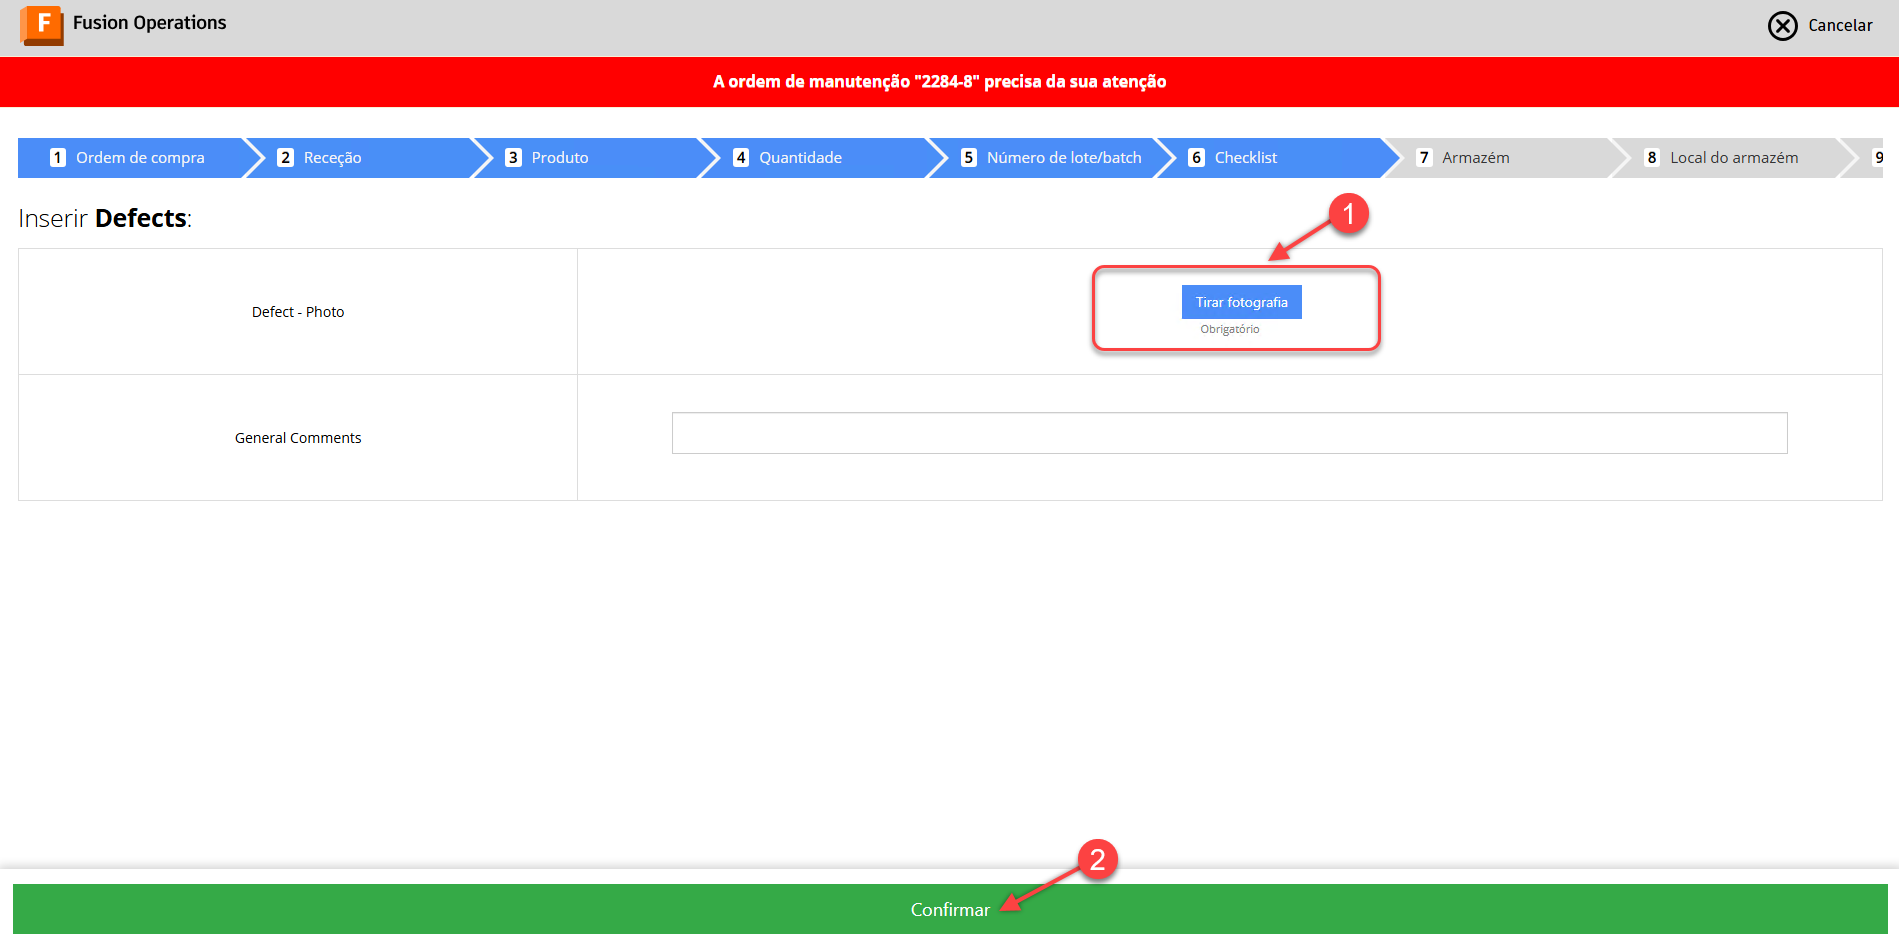 F Fusion Operations
Cancelar
A ordem de manutenção "2284-8" precisa da sua atenção
1 Ordem de compra 2 Receção 3 Produto 4 Quantidade 5 Número de lote/batch 6 Checklist 7 Armazém 8 Local do armazém 9
Inserir Defects:
1
Defect - Photo
Tirar fotografia
Obrigatório
General Comments
2
Confirmar